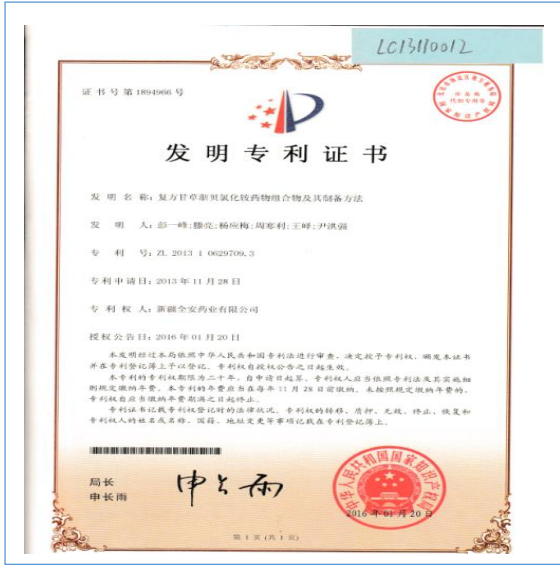 LC13110012
证书号第1894966号
发明专利证书
发 明 名 称：复方甘草浙贝氯化铵药物组合物及其制备方法
发 明 人：彭一峰;滕亮;杨应梅;周寒利;王峰;尹洪强
专 利 号：ZL 2013 1 0629709.3
专利申请日：2013年11月28日
专 利 权 人：新疆全安药业有限公司
授权公告日：2016年01月20日
本发明经过本局依照中华人民共和国专利法进行审查，决定授予专利权，颁发本证书
并在专利登记簿上予以登记。专利权自授权公告之日起生效。
本专利的专利权期限为二十年，自申请日起算。专利权人应当依照专利法及其实施细
则规定缴纳年费。本专利的年费应当在每年11月28日前缴纳。未按照规定缴纳年费的，
专利权自应当缴纳年费期满之日起终止。
专利证书记载专利权登记时的法律状况。专利权的转移、质押、无效、终止、恢复和
专利权人的姓名或名称、国籍、地址变更等事项记载在专利登记簿上。
局长
申长雨
申长雨
中华人民共和国国家知识产权局
2016年01月20日
第 1 页 (共 1 页)